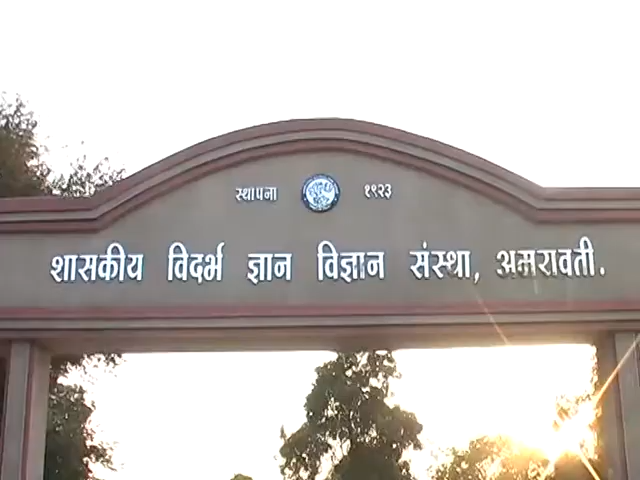 स्थापना १९२३
शासकीय विदर्भ ज्ञान विज्ञान संस्था, अमरावती.